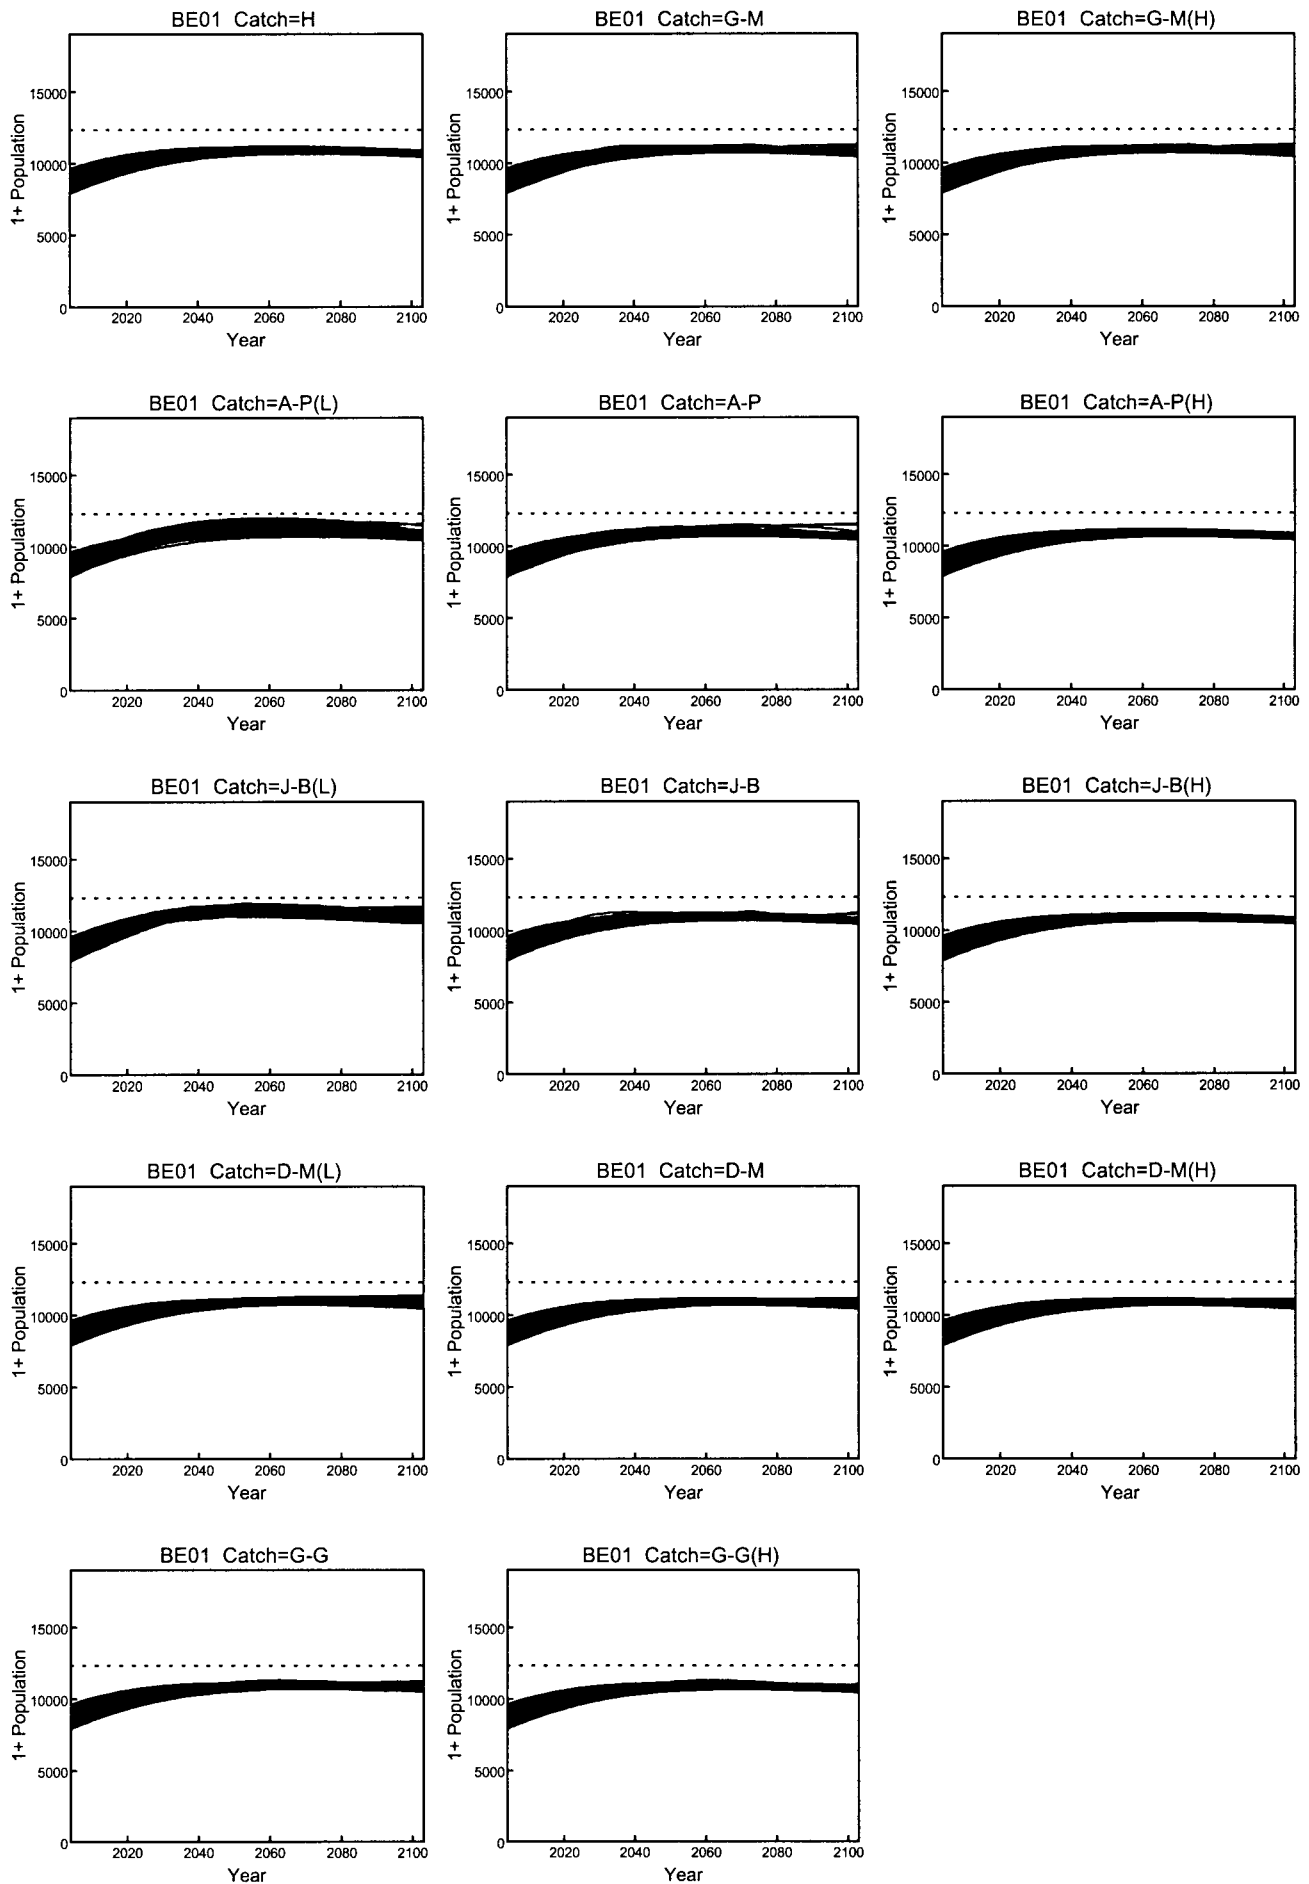 BE01 Catch=H
BE01 Catch=G-M
BE01 Catch=G-M(H)
1+ Population
15000
10000
5000
0
2020 2040 2060 2080 2100
Year
1+ Population
15000
10000
5000
0
2020 2040 2060 2080 2100
Year
1+ Population
15000
10000
5000
0
2020 2040 2060 2080 2100
Year
BE01 Catch=A-P(L)
BE01 Catch=A-P
BE01 Catch=A-P(H)
1+ Population
15000
10000
5000
0
2020 2040 2060 2080 2100
Year
1+ Population
15000
10000
5000
0
2020 2040 2060 2080 2100
Year
1+ Population
15000
10000
5000
0
2020 2040 2060 2080 2100
Year
BE01 Catch=J-B(L)
BE01 Catch=J-B
BE01 Catch=J-B(H)
1+ Population
15000
10000
5000
0
2020 2040 2060 2080 2100
Year
1+ Population
15000
10000
5000
0
2020 2040 2060 2080 2100
Year
1+ Population
15000
10000
5000
0
2020 2040 2060 2080 2100
Year
BE01 Catch=D-M(L)
BE01 Catch=D-M
BE01 Catch=D-M(H)
1+ Population
15000
10000
5000
0
2020 2040 2060 2080 2100
Year
1+ Population
15000
10000
5000
0
2020 2040 2060 2080 2100
Year
1+ Population
15000
10000
5000
0
2020 2040 2060 2080 2100
Year
BE01 Catch=G-G
BE01 Catch=G-G(H)
1+ Population
15000
10000
5000
0
2020 2040 2060 2080 2100
Year
1+ Population
15000
10000
5000
0
2020 2040 2060 2080 2100
Year